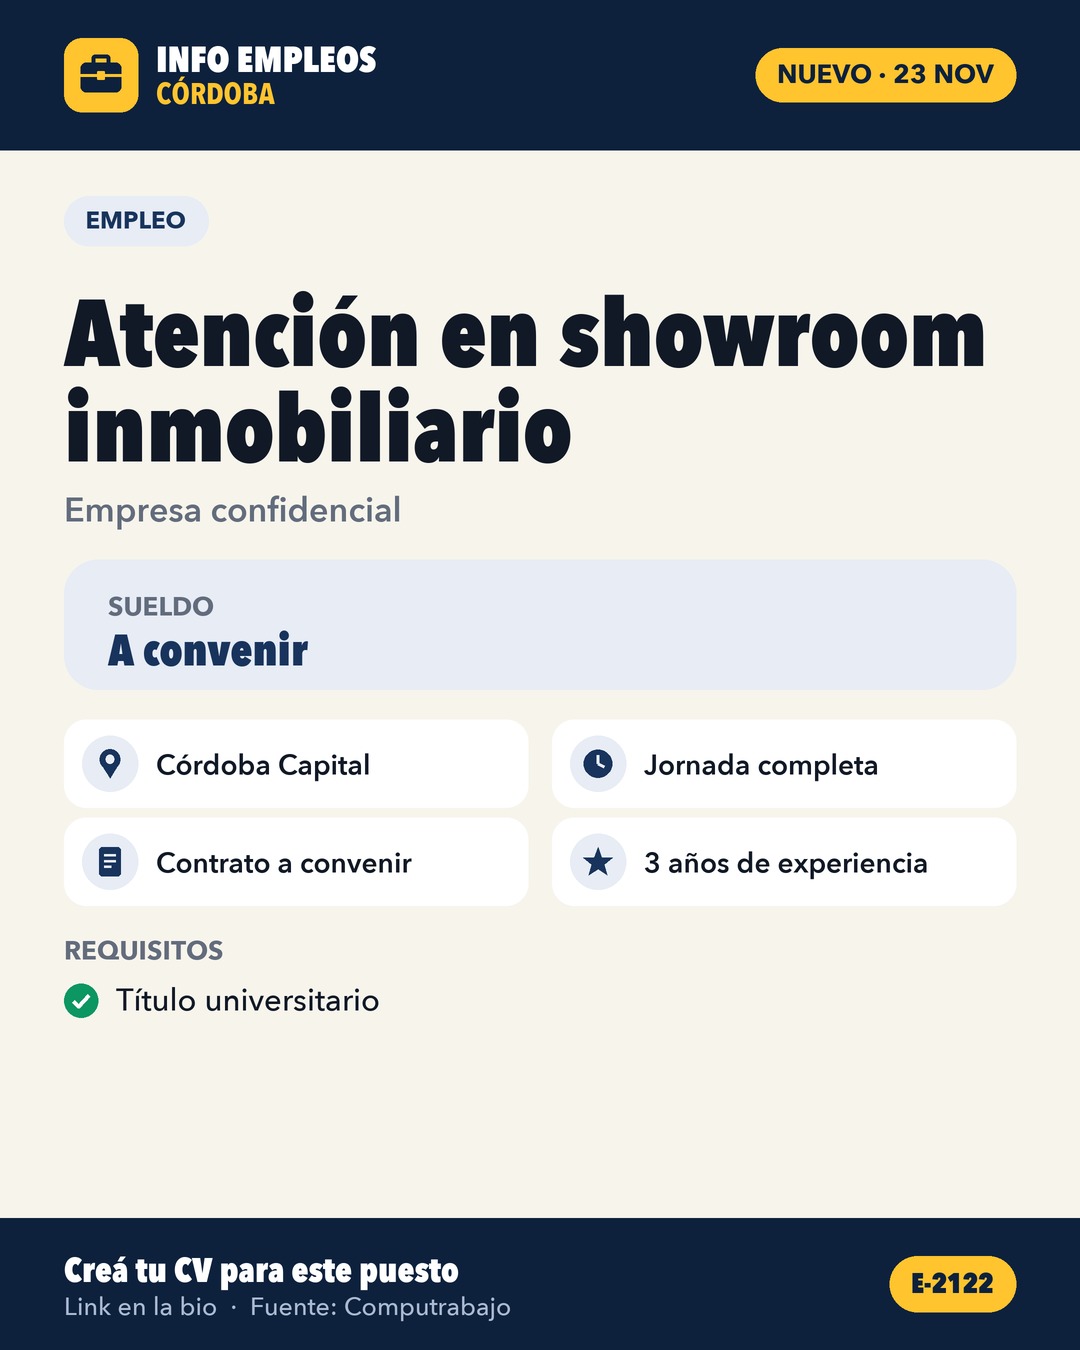 INFO EMPLEOS
CÓRDOBA
NUEVO · 23 NOV
EMPLEO
Atención en showroom
inmobiliario
Empresa confidencial
SUELDO
A convenir
Córdoba Capital
Jornada completa
Contrato a convenir
3 años de experiencia
REQUISITOS
Título universitario
Creá tu CV para este puesto
Link en la bio · Fuente: Computrabajo
E-2122